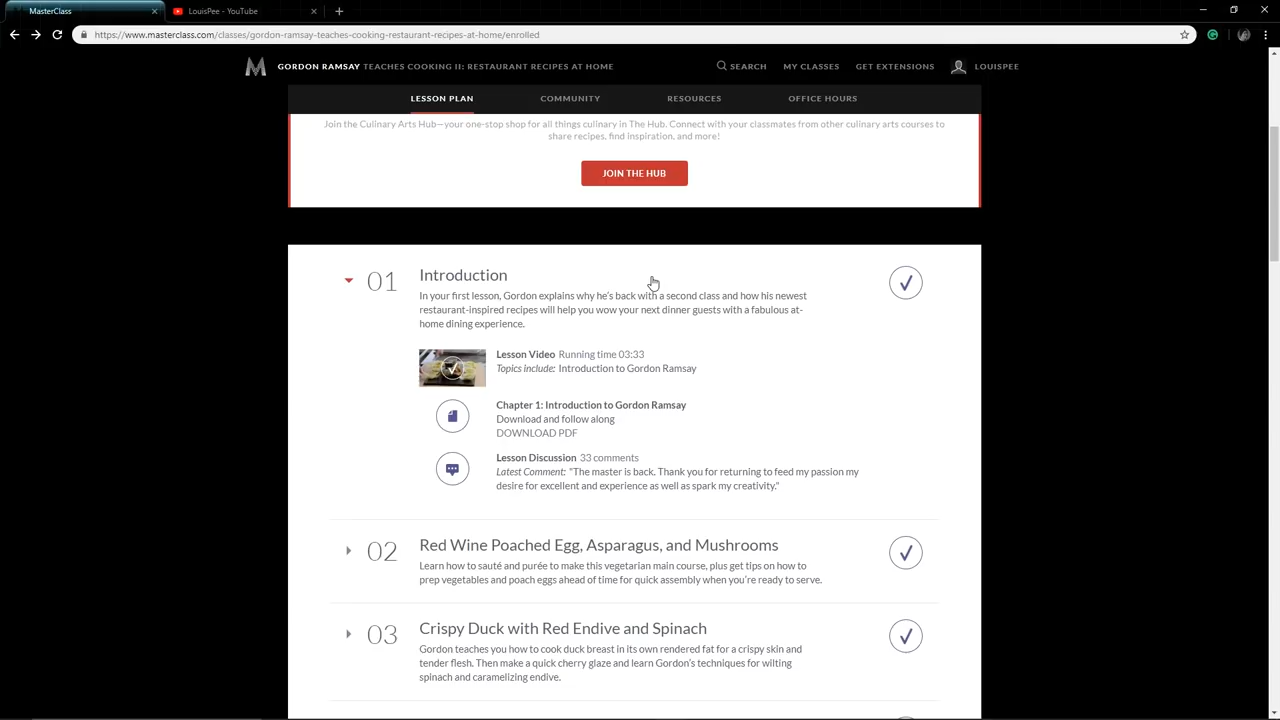 MasterClass
LouisPee - YouTube
https://www.masterclass.com/classes/gordon-ramsay-teaches-cooking-restaurant-recipes-at-home/enrolled
GORDON RAMSAY TEACHES COOKING II: RESTAURANT RECIPES AT HOME
SEARCH
MY CLASSES
GET EXTENSIONS
LOUISPEE
LESSON PLAN
COMMUNITY
RESOURCES
OFFICE HOURS
Join the Culinary Arts Hub—your one-stop shop for all things culinary in The Hub. Connect with your classmates from other culinary arts courses to
share recipes, find inspiration, and more!
JOIN THE HUB
01
Introduction
In your first lesson, Gordon explains why he's back with a second class and how his newest
restaurant-inspired recipes will help you wow your next dinner guests with a fabulous at-
home dining experience.
Lesson Video Running time 03:33
Topics include: Introduction to Gordon Ramsay
Chapter 1: Introduction to Gordon Ramsay
Download and follow along
DOWNLOAD PDF
Lesson Discussion 33 comments
Latest Comment: "The master is back. Thank you for returning to feed my passion my
desire for excellent and experience as well as spark my creativity."
02
Red Wine Poached Egg, Asparagus, and Mushrooms
Learn how to sauté and purée to make this vegetarian main course, plus get tips on how to
prep vegetables and poach eggs ahead of time for quick assembly when you're ready to serve.
03
Crispy Duck with Red Endive and Spinach
Gordon teaches you how to cook duck breast in its own rendered fat for a crispy skin and
tender flesh. Then make a quick cherry glaze and learn Gordon's techniques for wilting
spinach and caramelizing endive.